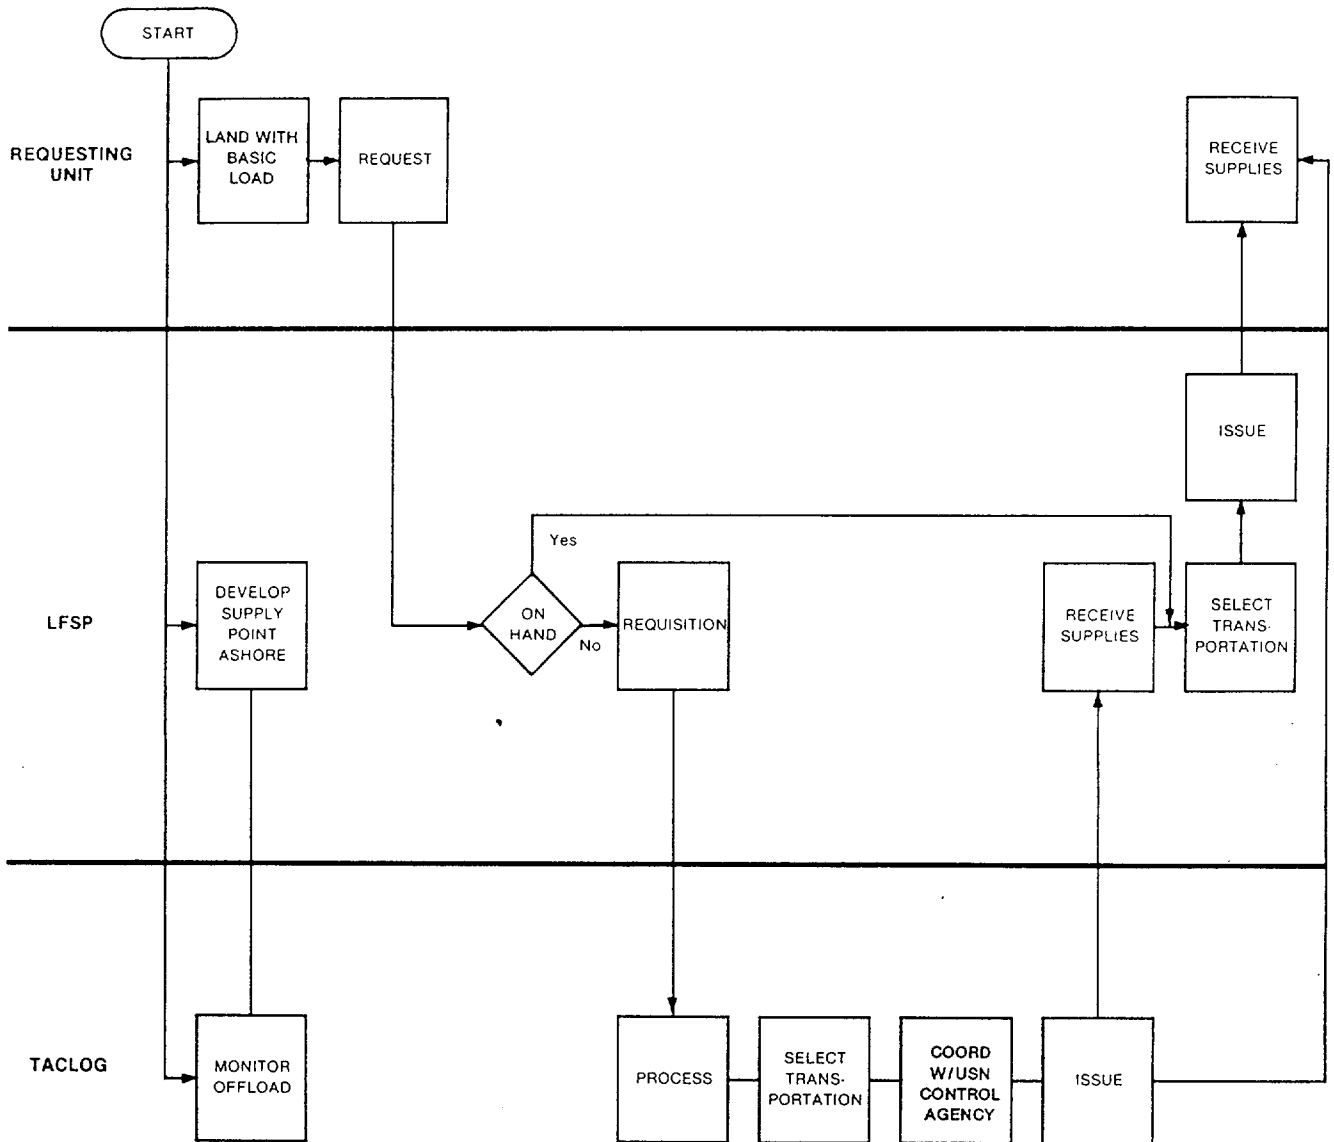 START
REQUESTING
UNIT
LAND WITH
BASIC
LOAD
REQUEST
RECEIVE
SUPPLIES
ISSUE
LFSP
DEVELOP
SUPPLY
POINT
ASHORE
Yes
ON
HAND
No
REQUISITION
RECEIVE
SUPPLIES
SELECT
TRANS-
PORTATION
TACLOG
MONITOR
OFFLOAD
PROCESS
SELECT
TRANS-
PORTATION
COORD
W/USN
CONTROL
AGENCY
ISSUE